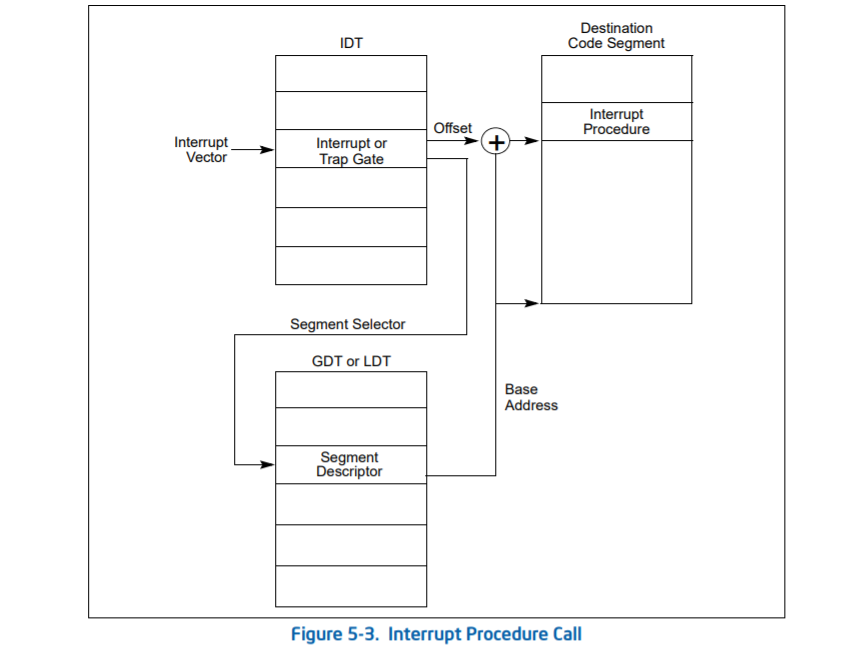 IDT
Destination
Code Segment
Interrupt
Vector
Interrupt or
Trap Gate
Offset
+
Interrupt
Procedure
Segment Selector
GDT or LDT
Base
Address
Segment
Descriptor
Figure 5-3. Interrupt Procedure Call